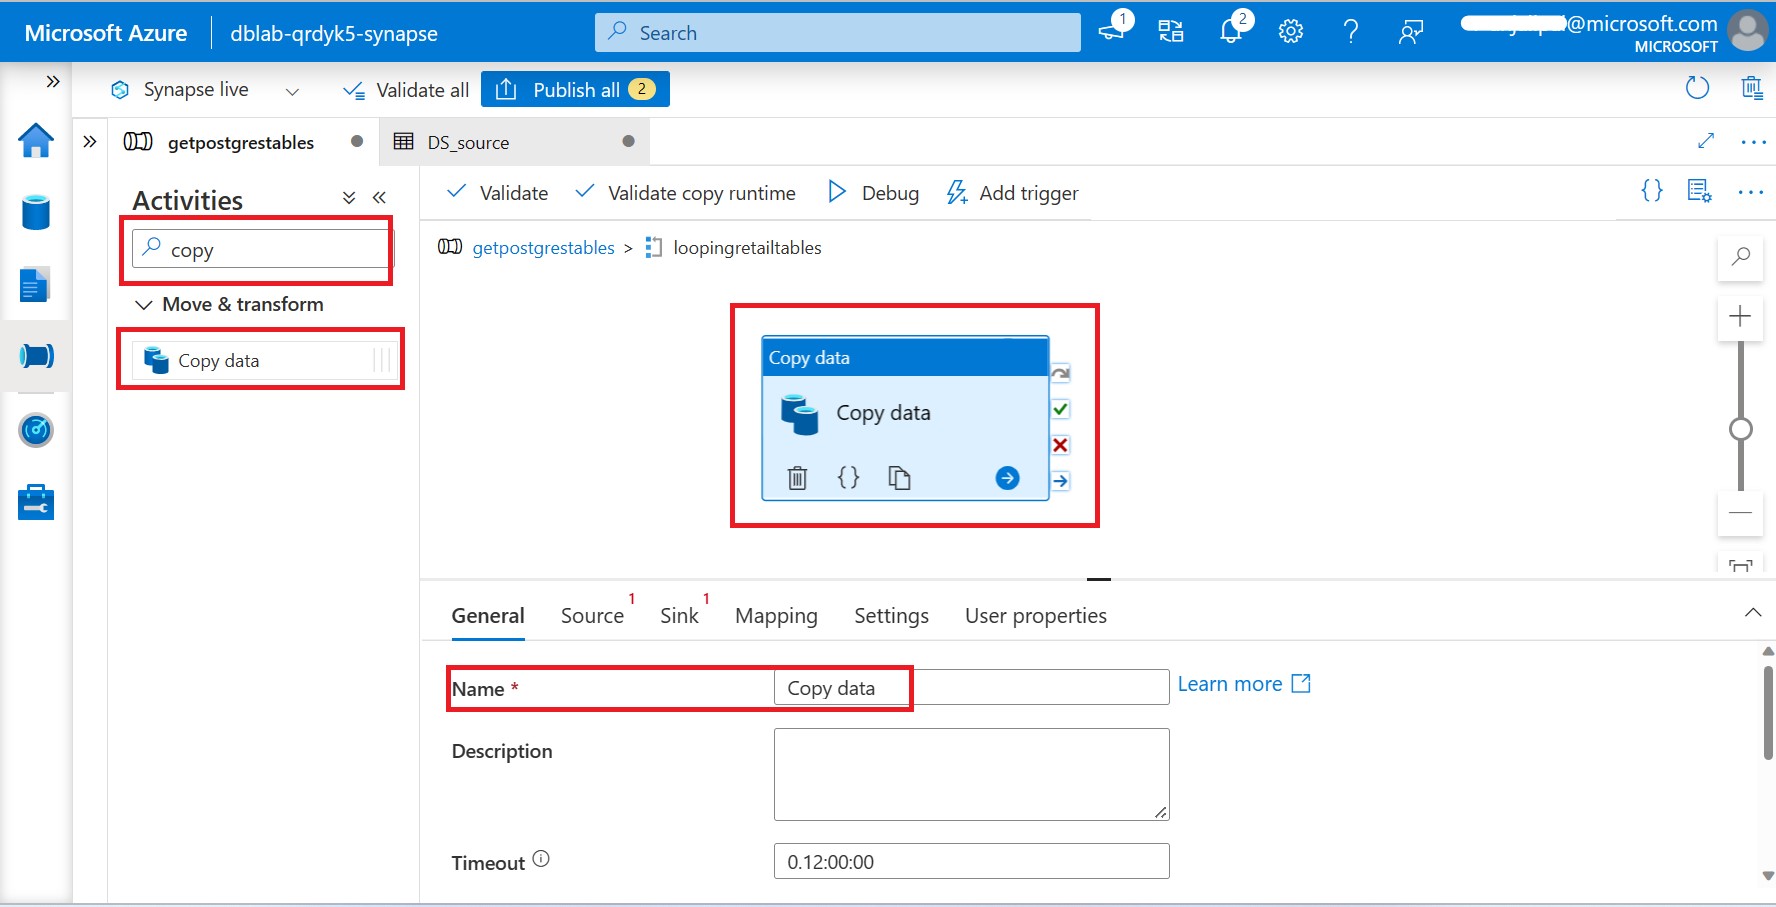 Microsoft Azure
dblab-qrdyk5-synapse
Search
1
2
@microsoft.com
MICROSOFT
Synapse live
Validate all
Publish all 2
getpostgrestables
DS_source
Activities
copy
Move & transform
Copy data
Validate
Validate copy runtime
Debug
Add trigger
getpostgrestables > loopingretailtables
Copy data
Copy data
General
Source 1
Sink 1
Mapping
Settings
User properties
Name *
Copy data
Learn more
Description
Timeout
0.12:00:00